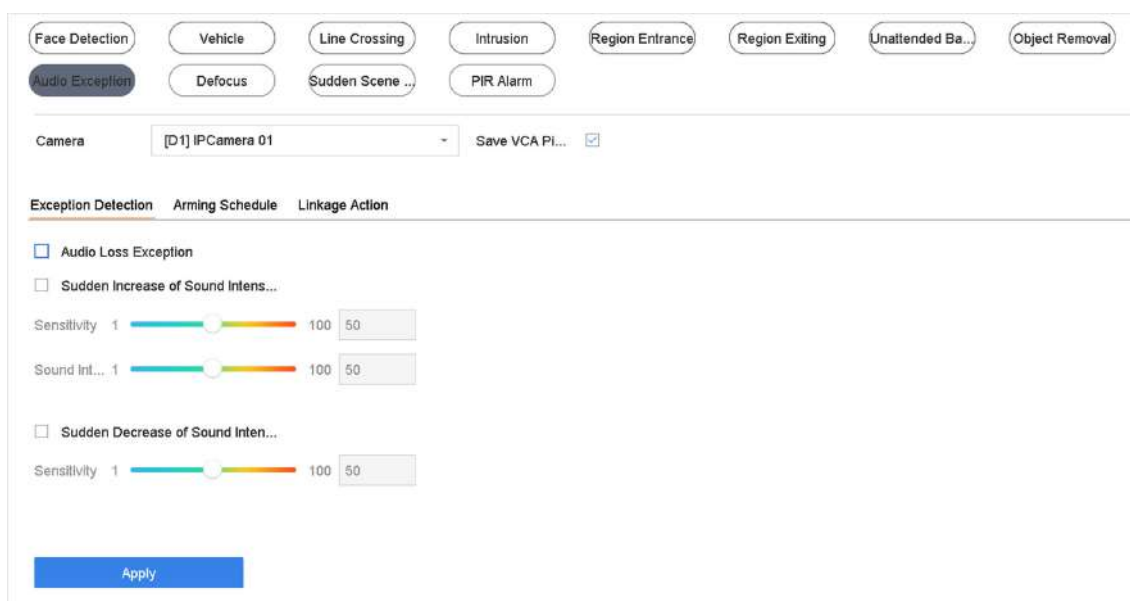 Face Detection Vehicle Line Crossing Intrusion Region Entrance Region Exiting Unattended Ba... Object Removal
Audio Exception Defocus Sudden Scene ... PIR Alarm
Camera [D1] IPCamera 01 Save VCA Pi...
Exception Detection Arming Schedule Linkage Action
Audio Loss Exception
Sudden Increase of Sound Intens...
Sensitivity 1 100 50
Sound Int... 1 100 50
Sudden Decrease of Sound Inten...
Sensitivity 1 100 50
Apply